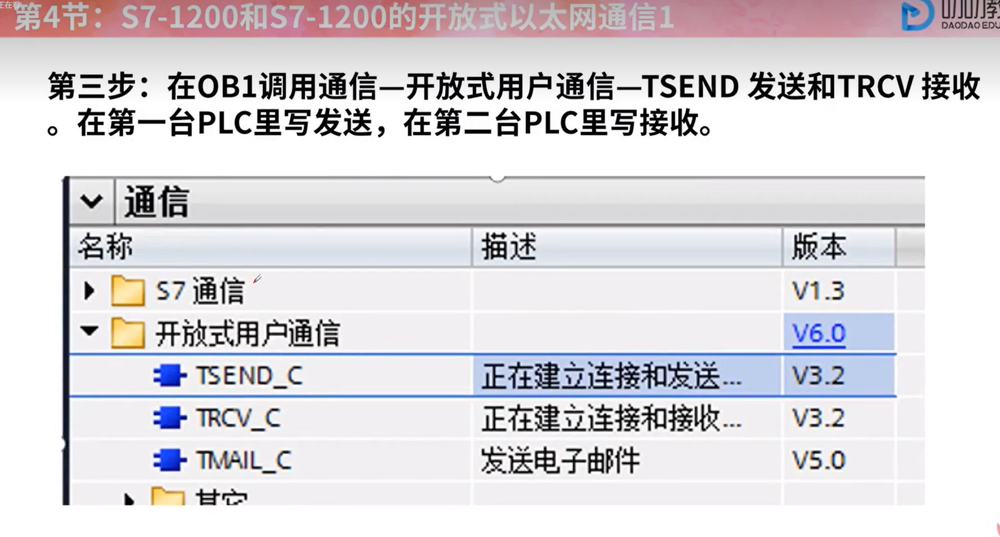 正在看
第4节：S7-1200和S7-1200的开放式以太网通信1
DAODAO EDU
第三步：在OB1调用通信—开放式用户通信—TSEND 发送和TRCV 接收
。在第一台PLC里写发送，在第二台PLC里写接收。
通信
名称 描述 版本
S7 通信 V1.3
开放式用户通信 V6.0
TSEND_C 正在建立连接和发送... V3.2
TRCV_C 正在建立连接和接收... V3.2
TMAIL_C 发送电子邮件 V5.0
其它